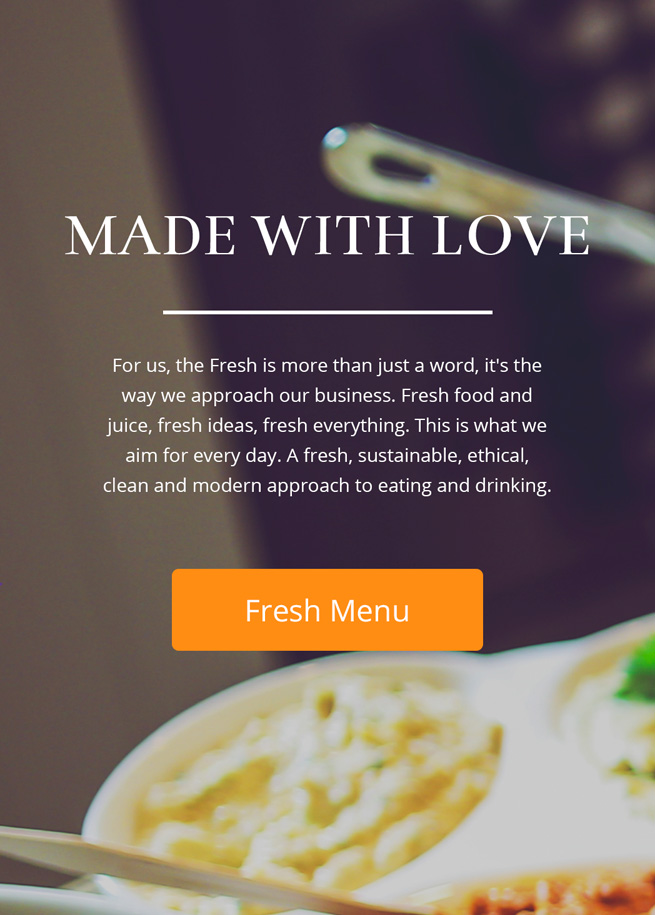 MADE WITH LOVE
For us, the Fresh is more than just a word, it's the
way we approach our business. Fresh food and
juice, fresh ideas, fresh everything. This is what we
aim for every day. A fresh, sustainable, ethical,
clean and modern approach to eating and drinking.
Fresh Menu